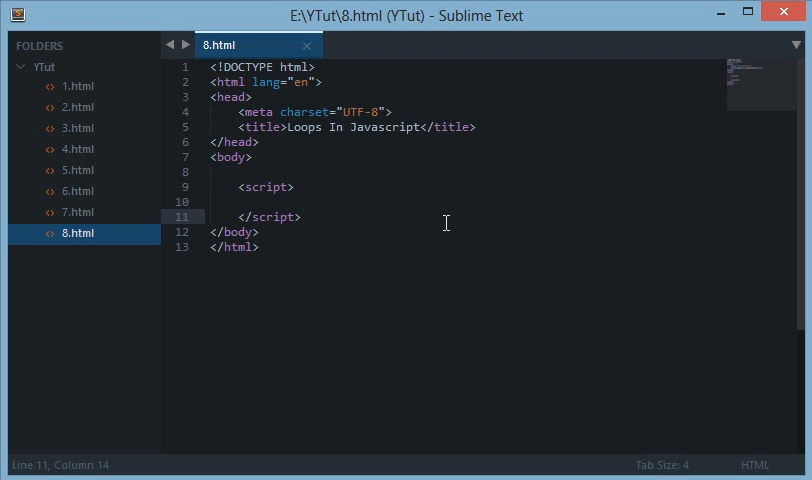 E:\YTut\8.html (YTut) - Sublime Text
FOLDERS
YTut
1.html
2.html
3.html
4.html
5.html
6.html
7.html
8.html
8.html
1 <!DOCTYPE html>
2 <html lang="en">
3 <head>
4 <meta charset="UTF-8">
5 <title>Loops In Javascript</title>
6 </head>
7 <body>
8
9 <script>
10
11 </script>
12 </body>
13 </html>
Line 11, Column 14
Tab Size: 4
HTML